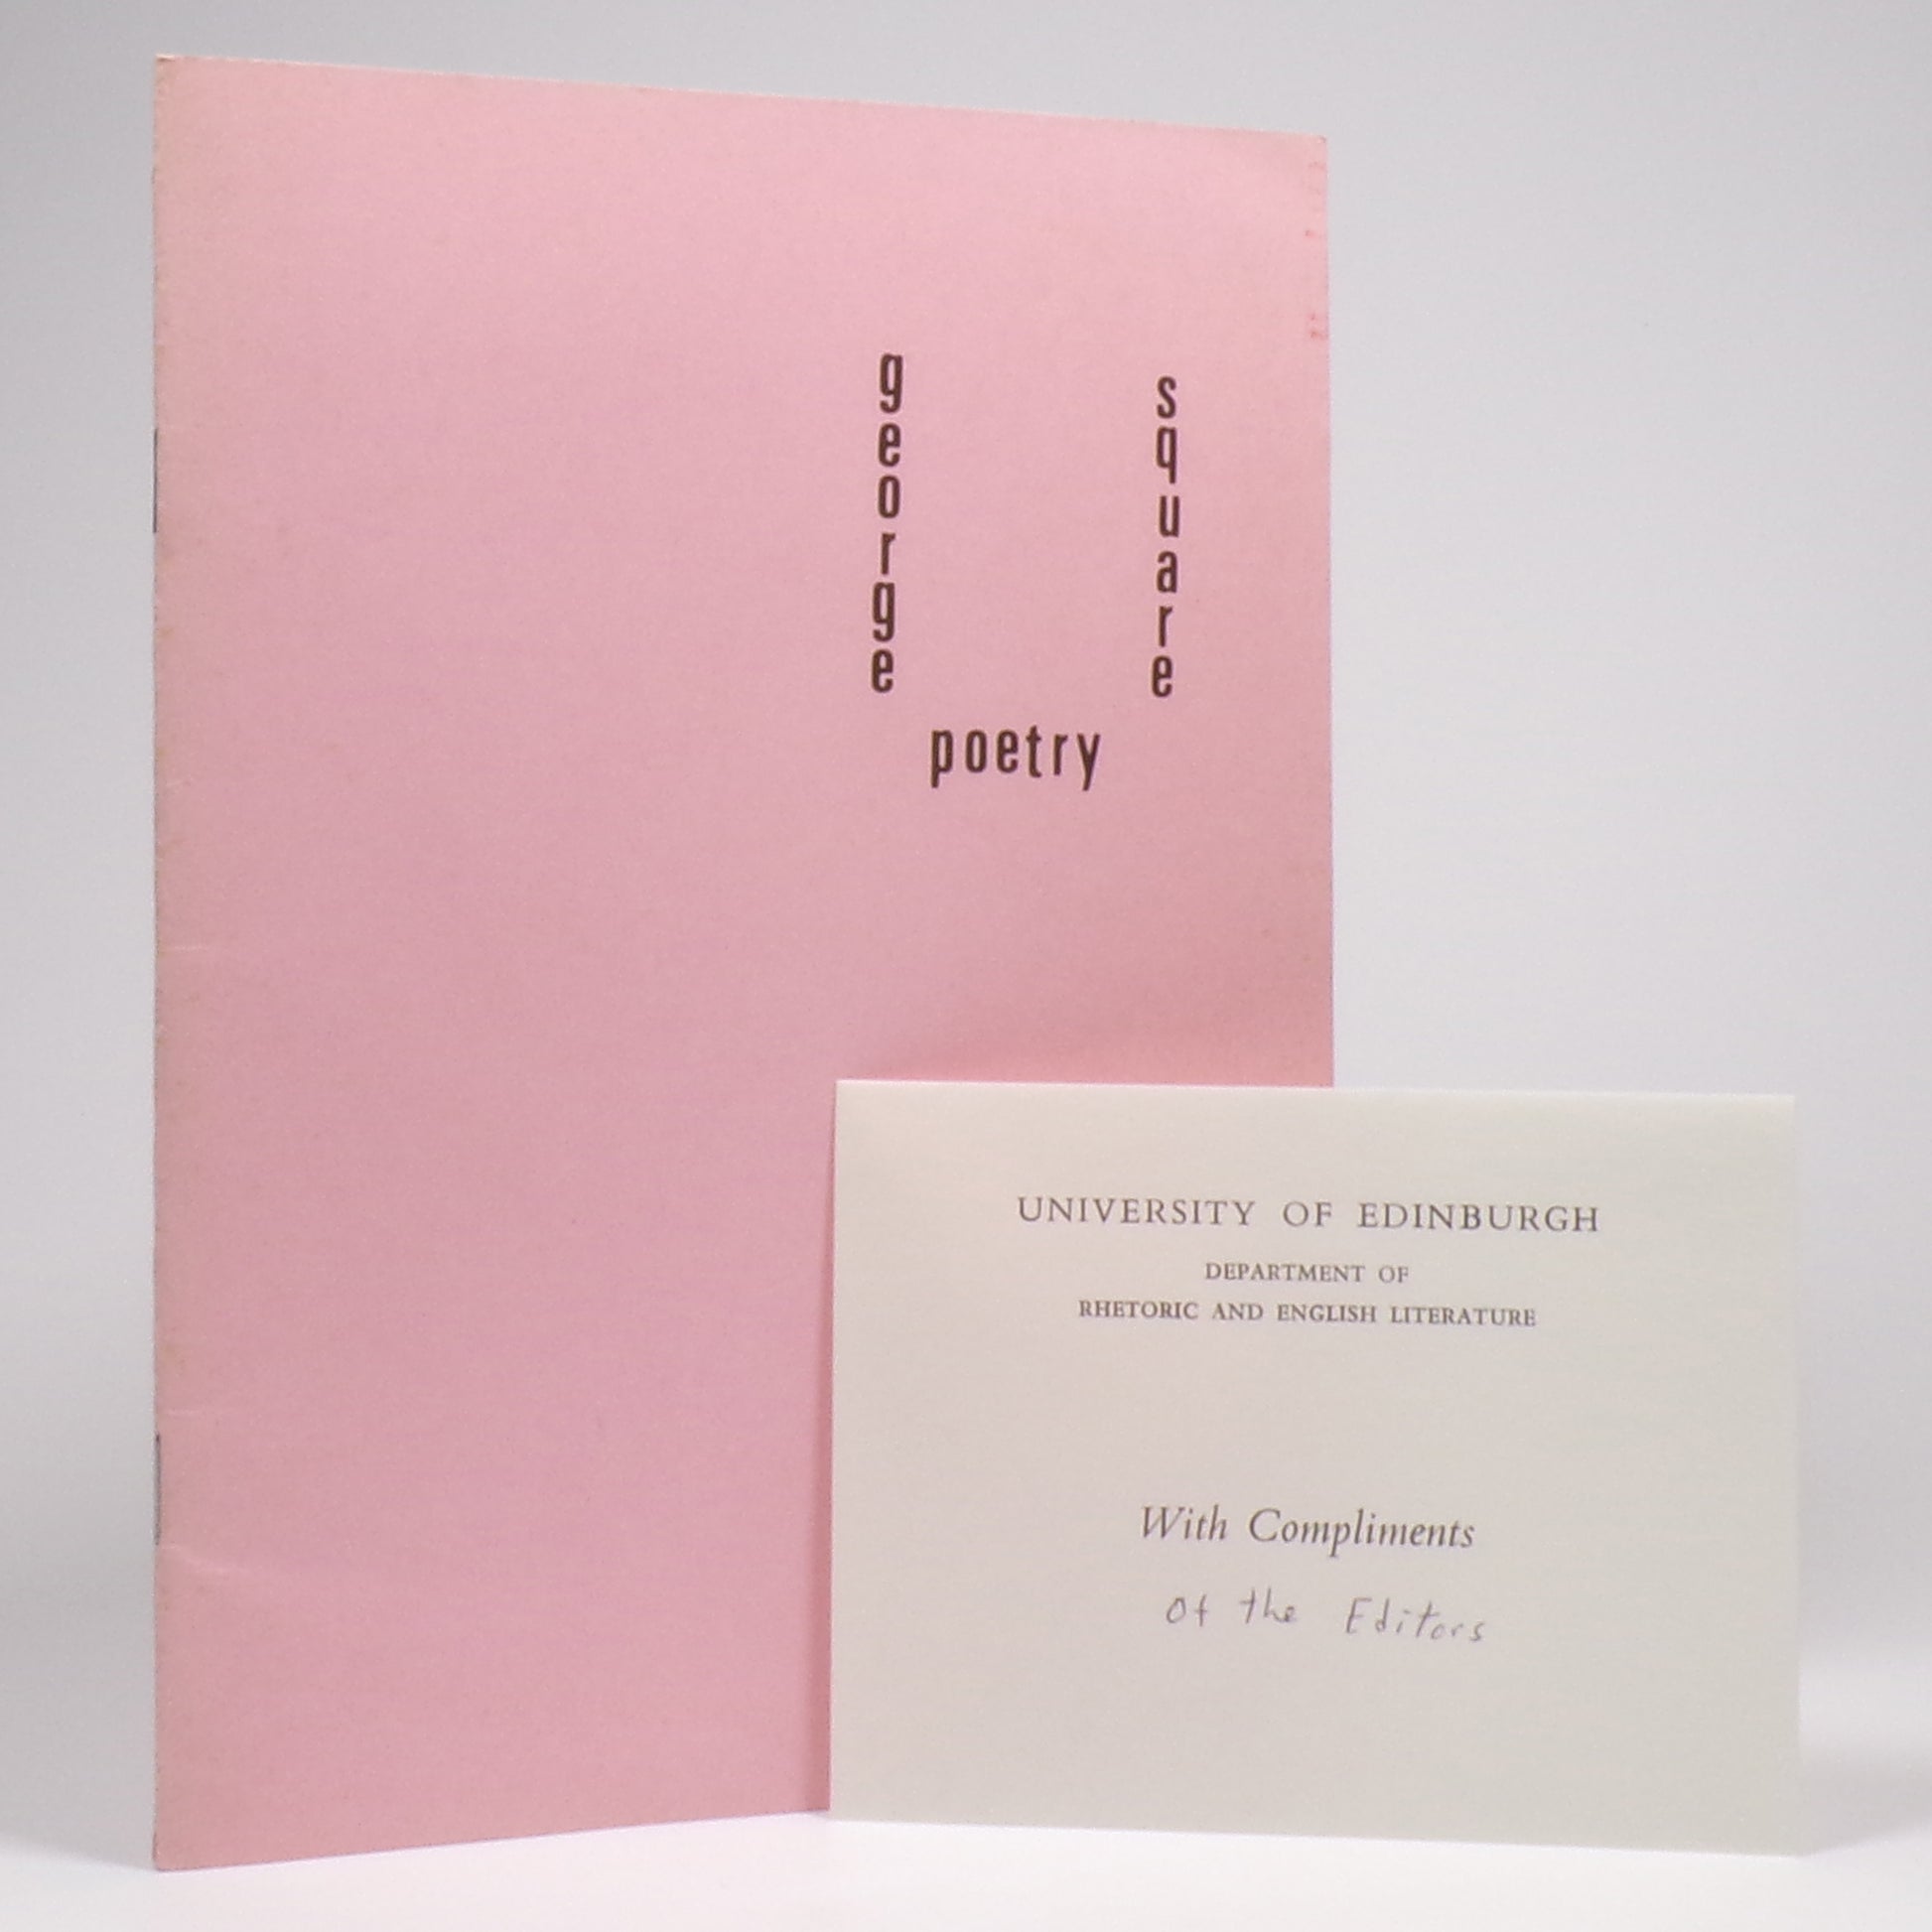 george
square
poetry
UNIVERSITY OF EDINBURGH
DEPARTMENT OF
RHETORIC AND ENGLISH LITERATURE
With Compliments
of the Editors